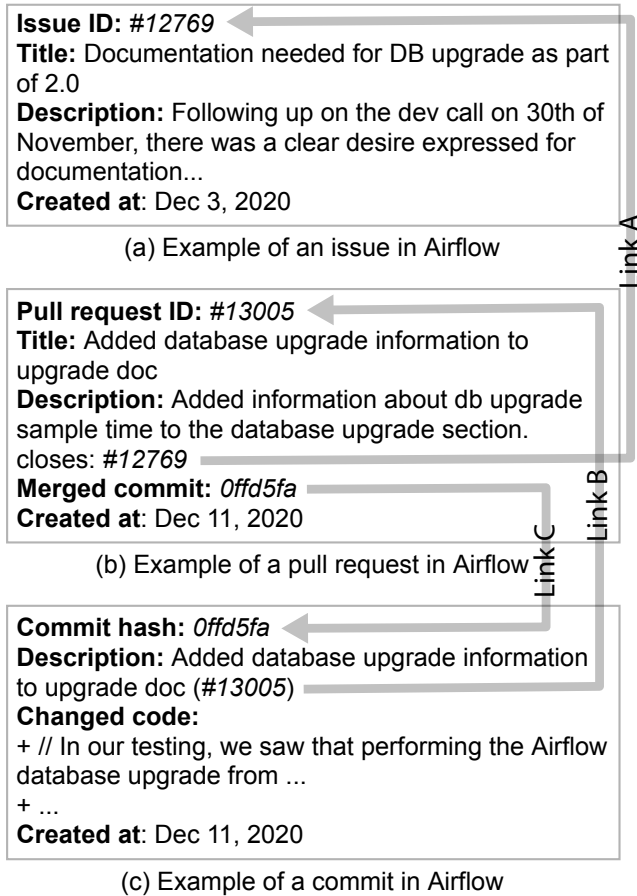 Issue ID: #12769
Title: Documentation needed for DB upgrade as part
of 2.0
Description: Following up on the dev call on 30th of
November, there was a clear desire expressed for
documentation...
Created at: Dec 3, 2020
(a) Example of an issue in Airflow
Link A
Pull request ID: #13005
Title: Added database upgrade information to
upgrade doc
Description: Added information about db upgrade
sample time to the database upgrade section.
closes: #12769
Merged commit: 0ffd5fa
Created at: Dec 11, 2020
(b) Example of a pull request in Airflow
Link B
Link C
Commit hash: 0ffd5fa
Description: Added database upgrade information
to upgrade doc (#13005)
Changed code:
+ // In our testing, we saw that performing the Airflow
database upgrade from ...
+ ...
Created at: Dec 11, 2020
(c) Example of a commit in Airflow